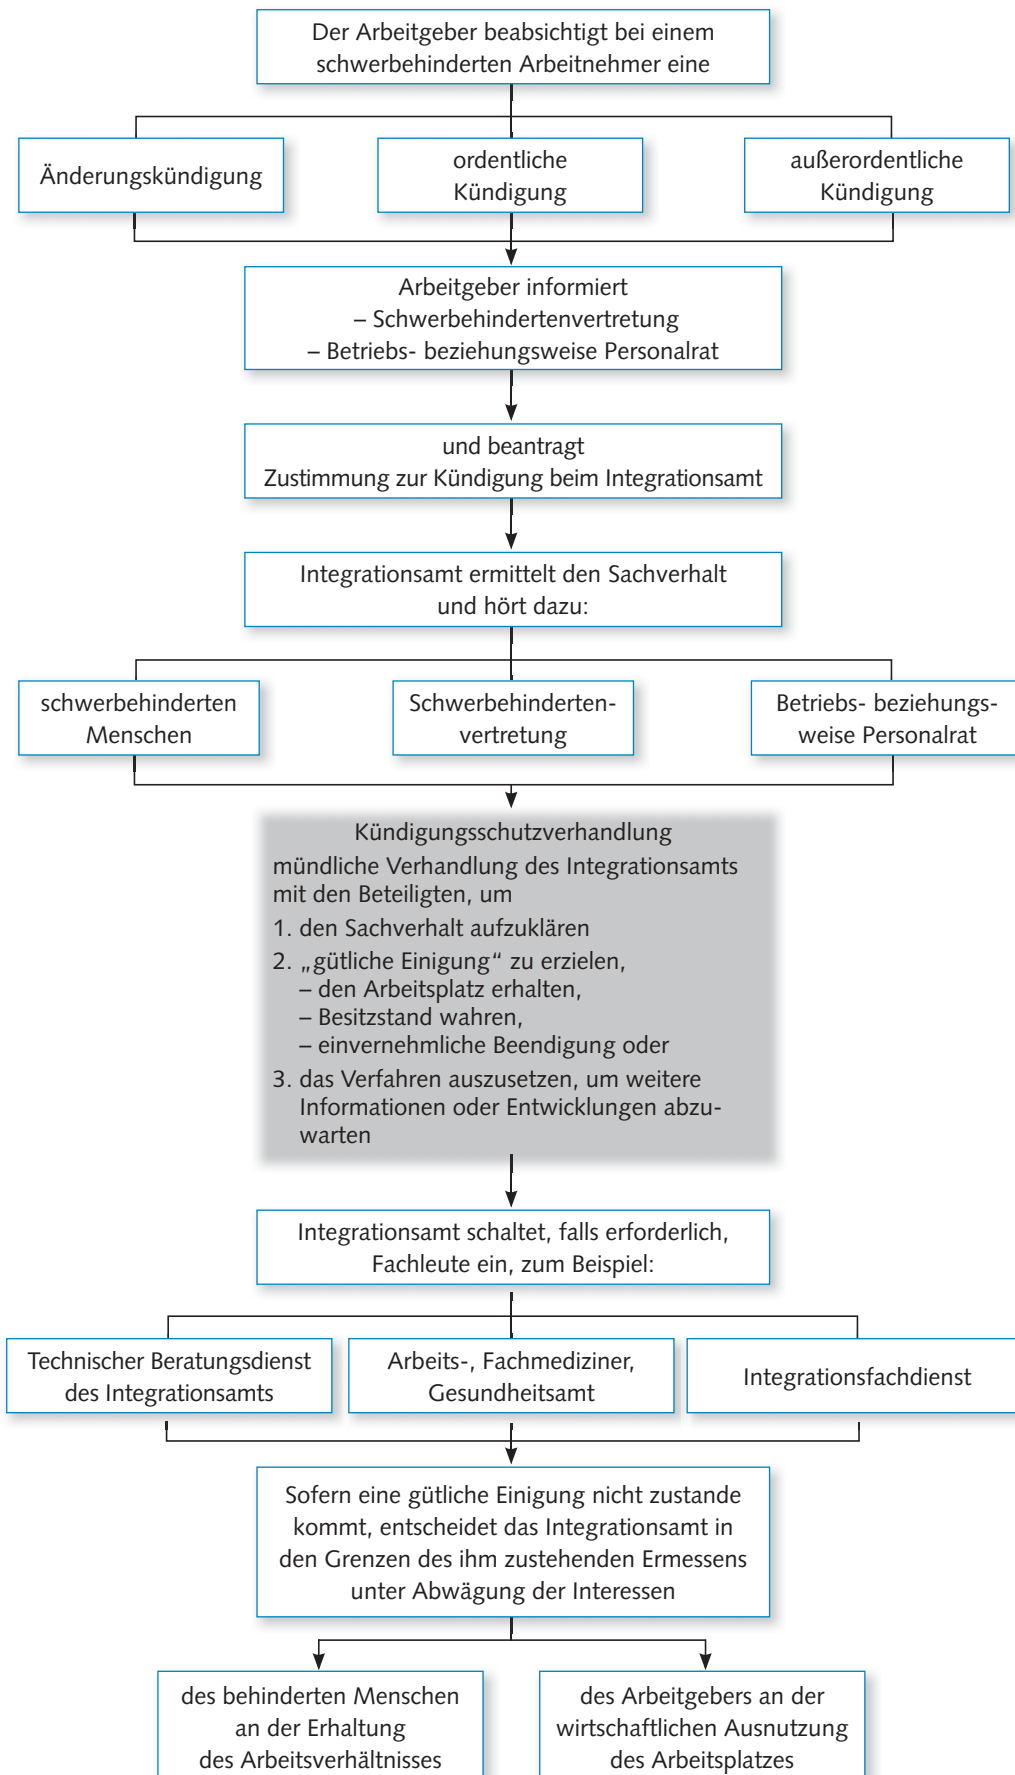 Der Arbeitgeber beabsichtigt bei einem
schwerbehinderten Arbeitnehmer eine
Änderungskündigung
ordentliche
Kündigung
außerordentliche
Kündigung
Arbeitgeber informiert
– Schwerbehindertenvertretung
– Betriebs- beziehungsweise Personalrat
und beantragt
Zustimmung zur Kündigung beim Integrationsamt
Integrationsamt ermittelt den Sachverhalt
und hört dazu:
schwerbehinderten
Menschen
Schwerbehinderten-
vertretung
Betriebs- beziehungs-
weise Personalrat
Kündigungsschutzverhandlung
mündliche Verhandlung des Integrationsamts
mit den Beteiligten, um
1. den Sachverhalt aufzuklären
2. „gütliche Einigung“ zu erzielen,
– den Arbeitsplatz erhalten,
– Besitzstand wahren,
– einvernehmliche Beendigung oder
3. das Verfahren auszusetzen, um weitere
Informationen oder Entwicklungen abzu-
warten
Integrationsamt schaltet, falls erforderlich,
Fachleute ein, zum Beispiel:
Technischer Beratungsdienst
des Integrationsamts
Arbeits-, Fachmediziner,
Gesundheitsamt
Integrationsfachdienst
Sofern eine gütliche Einigung nicht zustande
kommt, entscheidet das Integrationsamt in
den Grenzen des ihm zustehenden Ermessens
unter Abwägung der Interessen
des behinderten Menschen
an der Erhaltung
des Arbeitsverhältnisses
des Arbeitgebers an der
wirtschaftlichen Ausnutzung
des Arbeitsplatzes